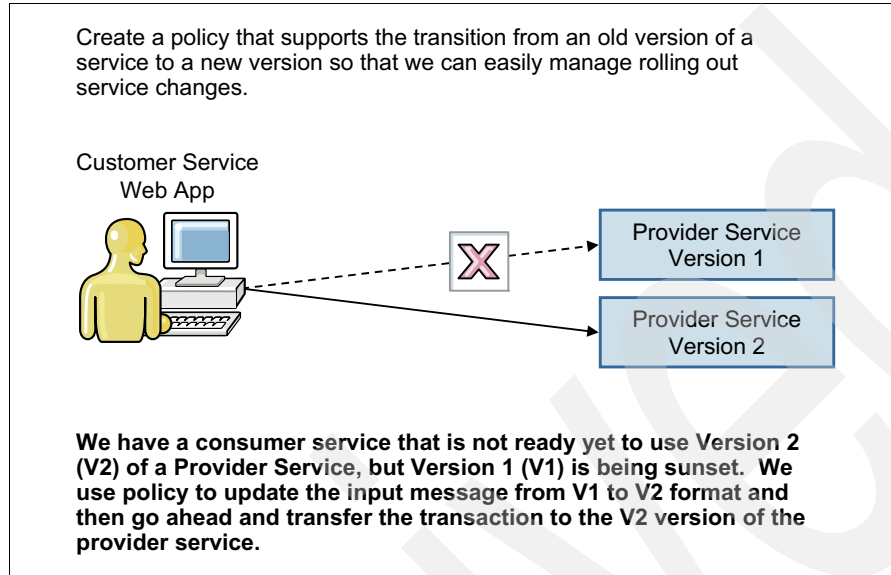 Create a policy that supports the transition from an old version of a
service to a new version so that we can easily manage rolling out
service changes.
Customer Service
Web App
X
Provider Service
Version 1
Provider Service
Version 2
We have a consumer service that is not ready yet to use Version 2
(V2) of a Provider Service, but Version 1 (V1) is being sunset. We
use policy to update the input message from V1 to V2 format and
then go ahead and transfer the transaction to the V2 version of the
provider service.